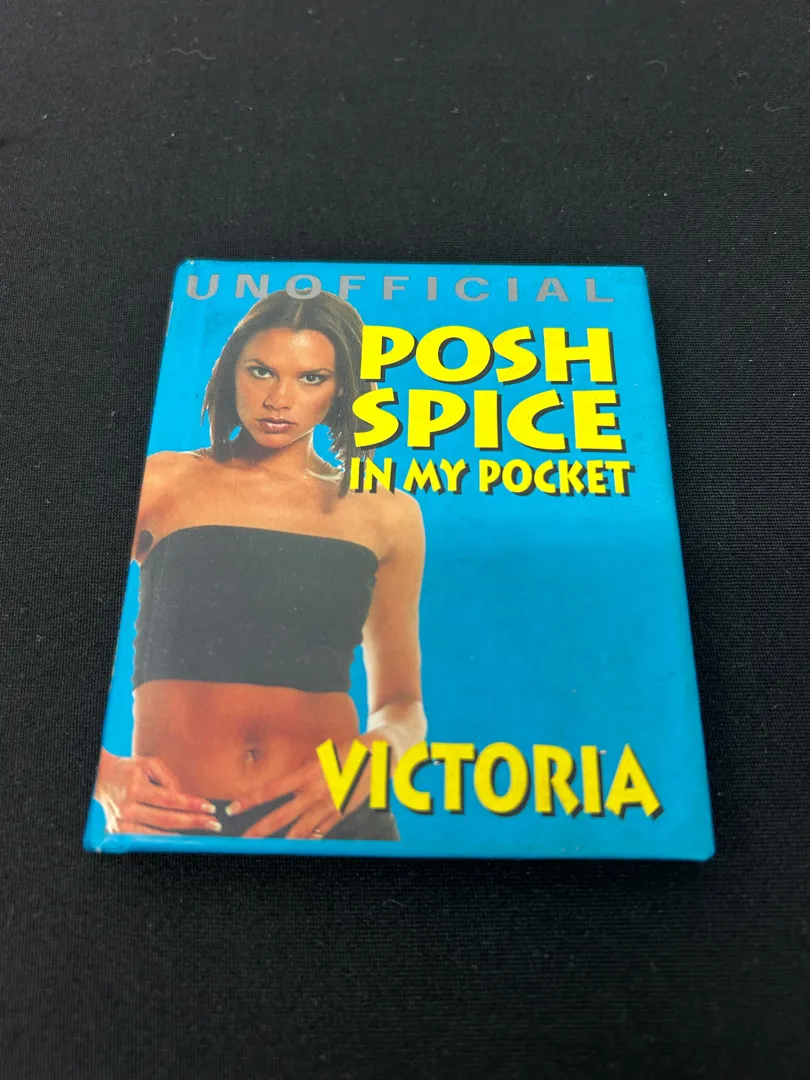 UNOFFICIAL
POSH
SPICE
IN MY POCKET
VICTORIA